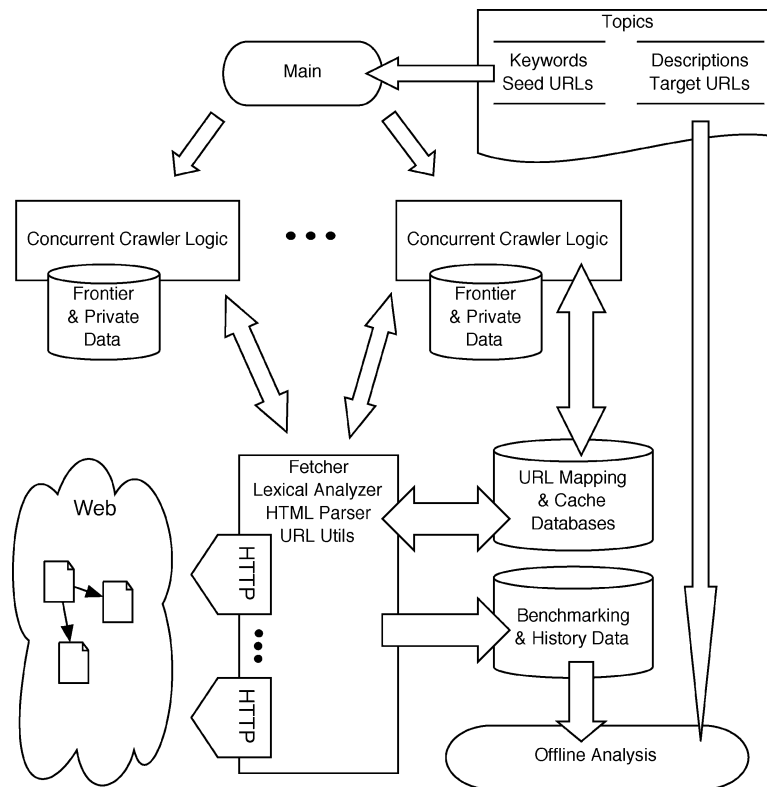 Topics
Keywords
Seed URLs
Descriptions
Target URLs
Main
Concurrent Crawler Logic
Frontier
& Private
Data
Concurrent Crawler Logic
Frontier
& Private
Data
Web
Fetcher
Lexical Analyzer
HTML Parser
URL Utils
HTTP
HTTP
URL Mapping
& Cache
Databases
Benchmarking
& History Data
Offline Analysis